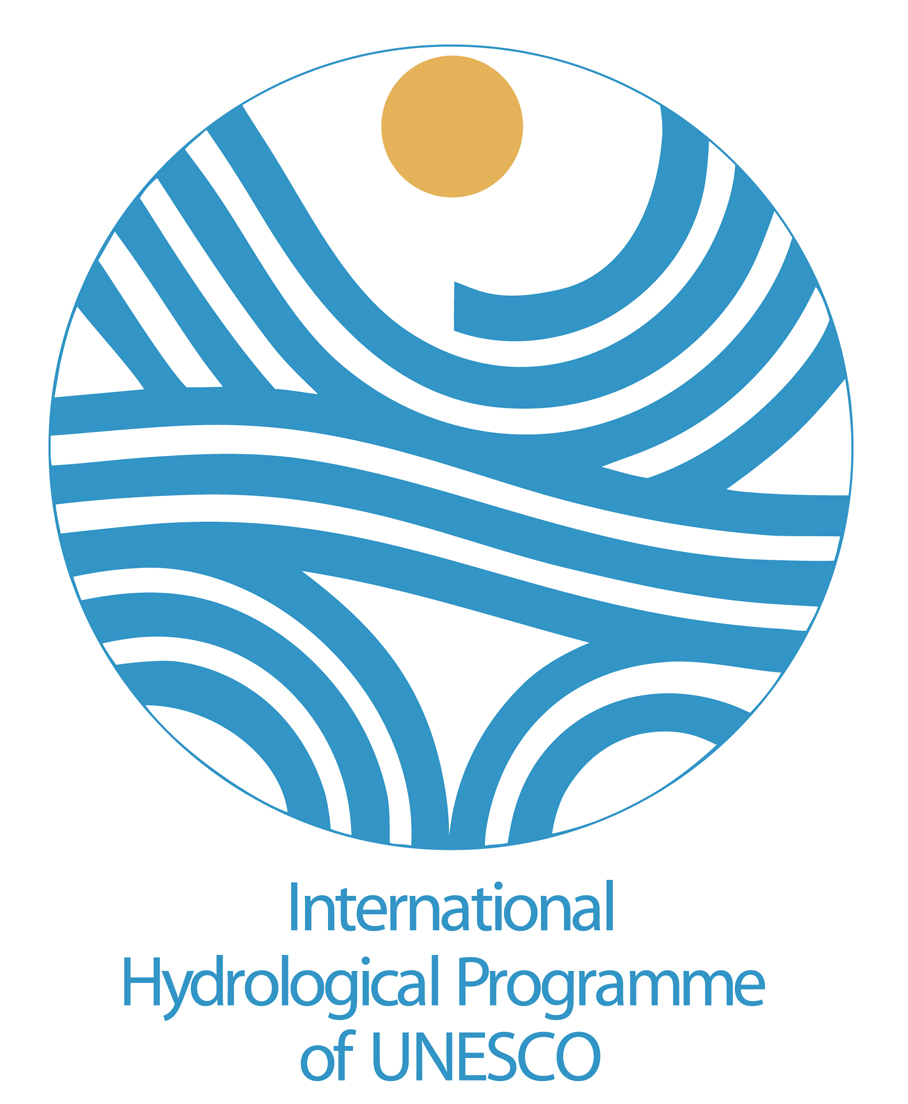 International
Hydrological Programme
of UNESCO